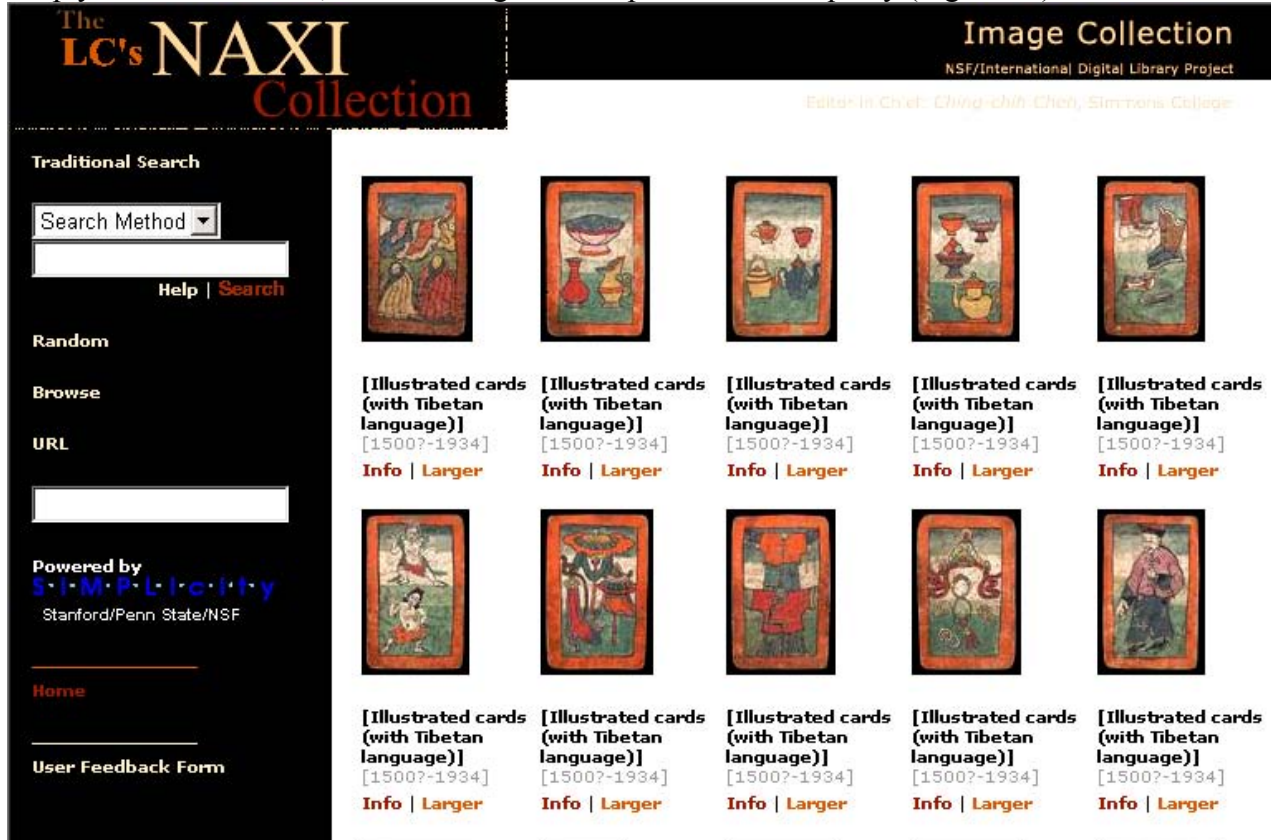 The
LC's NAXI
Collection
Image Collection
NSF/International Digital Library Project
Editor in Chief: Ching-chih Chen, Simmons College
Traditional Search
Search Method
Help | Search
Random
Browse
URL
Powered by
S·I·M·P·L·I·c·i·t·y
Stanford/Penn State/NSF
Home
User Feedback Form
[Illustrated cards (with Tibetan language)]
[1500?-1934]
Info | Larger
[Illustrated cards (with Tibetan language)]
[1500?-1934]
Info | Larger
[Illustrated cards (with Tibetan language)]
[1500?-1934]
Info | Larger
[Illustrated cards (with Tibetan language)]
[1500?-1934]
Info | Larger
[Illustrated cards (with Tibetan language)]
[1500?-1934]
Info | Larger
[Illustrated cards (with Tibetan language)]
[1500?-1934]
Info | Larger
[Illustrated cards (with Tibetan language)]
[1500?-1934]
Info | Larger
[Illustrated cards (with Tibetan language)]
[1500?-1934]
Info | Larger
[Illustrated cards (with Tibetan language)]
[1500?-1934]
Info | Larger
[Illustrated cards (with Tibetan language)]
[1500?-1934]
Info | Larger